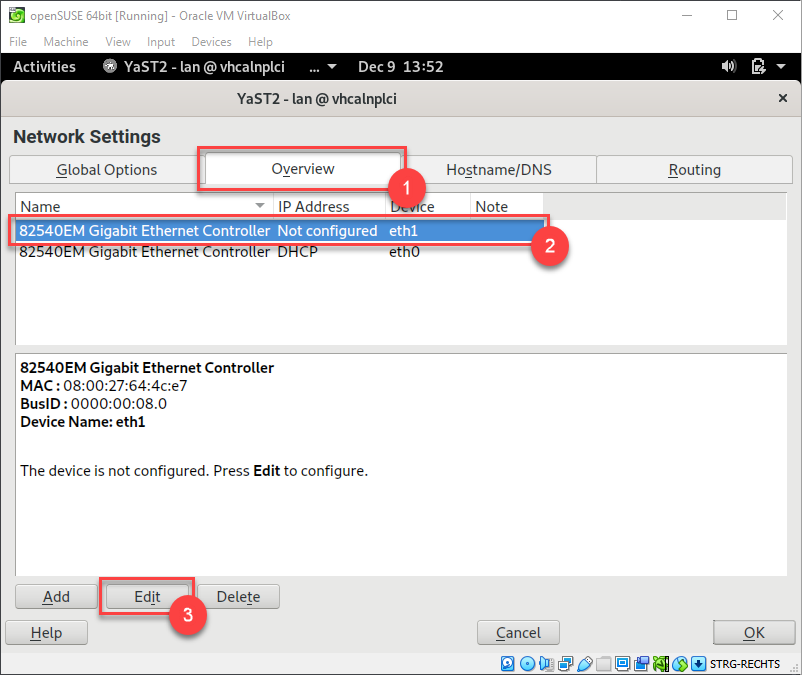 openSUSE 64bit [Running] - Oracle VM VirtualBox
File Machine View Input Devices Help
Activities YaST2 - lan @ vhcalnplci ... Dec 9 13:52
YaST2 - lan @ vhcalnplci
Network Settings
Global Options Overview Hostname/DNS Routing
1
Name IP Address Device Note
82540EM Gigabit Ethernet Controller Not configured eth1
2
82540EM Gigabit Ethernet Controller DHCP eth0
82540EM Gigabit Ethernet Controller
MAC : 08:00:27:64:4c:e7
BusID : 0000:00:08.0
Device Name: eth1
The device is not configured. Press Edit to configure.
Add Edit Delete
3
Help Cancel OK
STRG-RECHTS